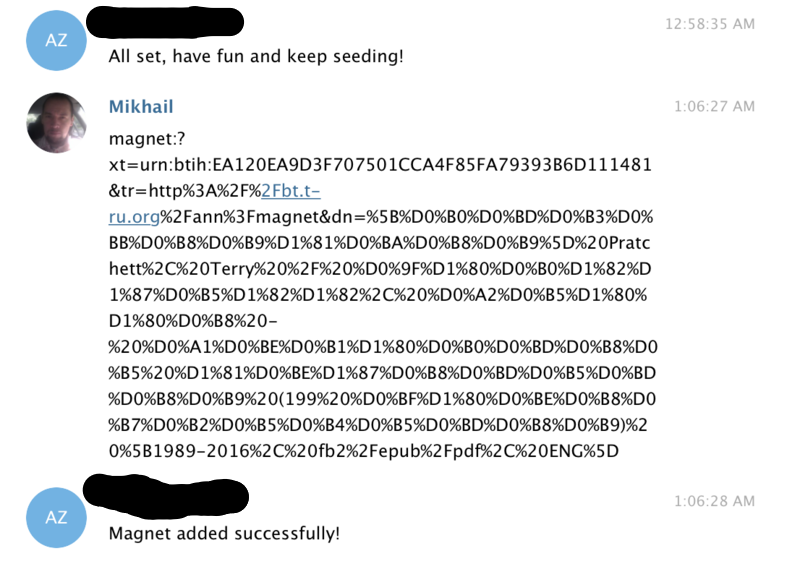 AZ
12:58:35 AM
All set, have fun and keep seeding!
Mikhail
1:06:27 AM
magnet:?
xt=urn:btih:EA120EA9D3F707501CCA4F85FA79393B6D111481
&tr=http%3A%2F%2Fbt.t-
ru.org%2Fann%3Fmagnet&dn=%5B%D0%B0%D0%BD%D0%B3%D0%
BB%D0%B8%D0%B9%D1%81%D0%BA%D0%B8%D0%B9%5D%20Pratc
hett%2C%20Terry%20%2F%20%D0%9F%D1%80%D0%B0%D1%82%D
1%87%D0%B5%D1%82%D1%82%2C%20%D0%A2%D0%B5%D1%80%
D1%80%D0%B8%20-
%20%D0%A1%D0%BE%D0%B1%D1%80%D0%B0%D0%BD%D0%B8%D0
%B5%20%D1%81%D0%BE%D1%87%D0%B8%D0%BD%D0%B5%D0%BD
%D0%B8%D0%B9%20(199%20%D0%BF%D1%80%D0%BE%D0%B8%D0
%B7%D0%B2%D0%B5%D0%B4%D0%B5%D0%BD%D0%B8%D0%B9)%2
0%5B1989-2016%2C%20fb2%2Fepub%2Fpdf%2C%20ENG%5D
AZ
1:06:28 AM
Magnet added successfully!